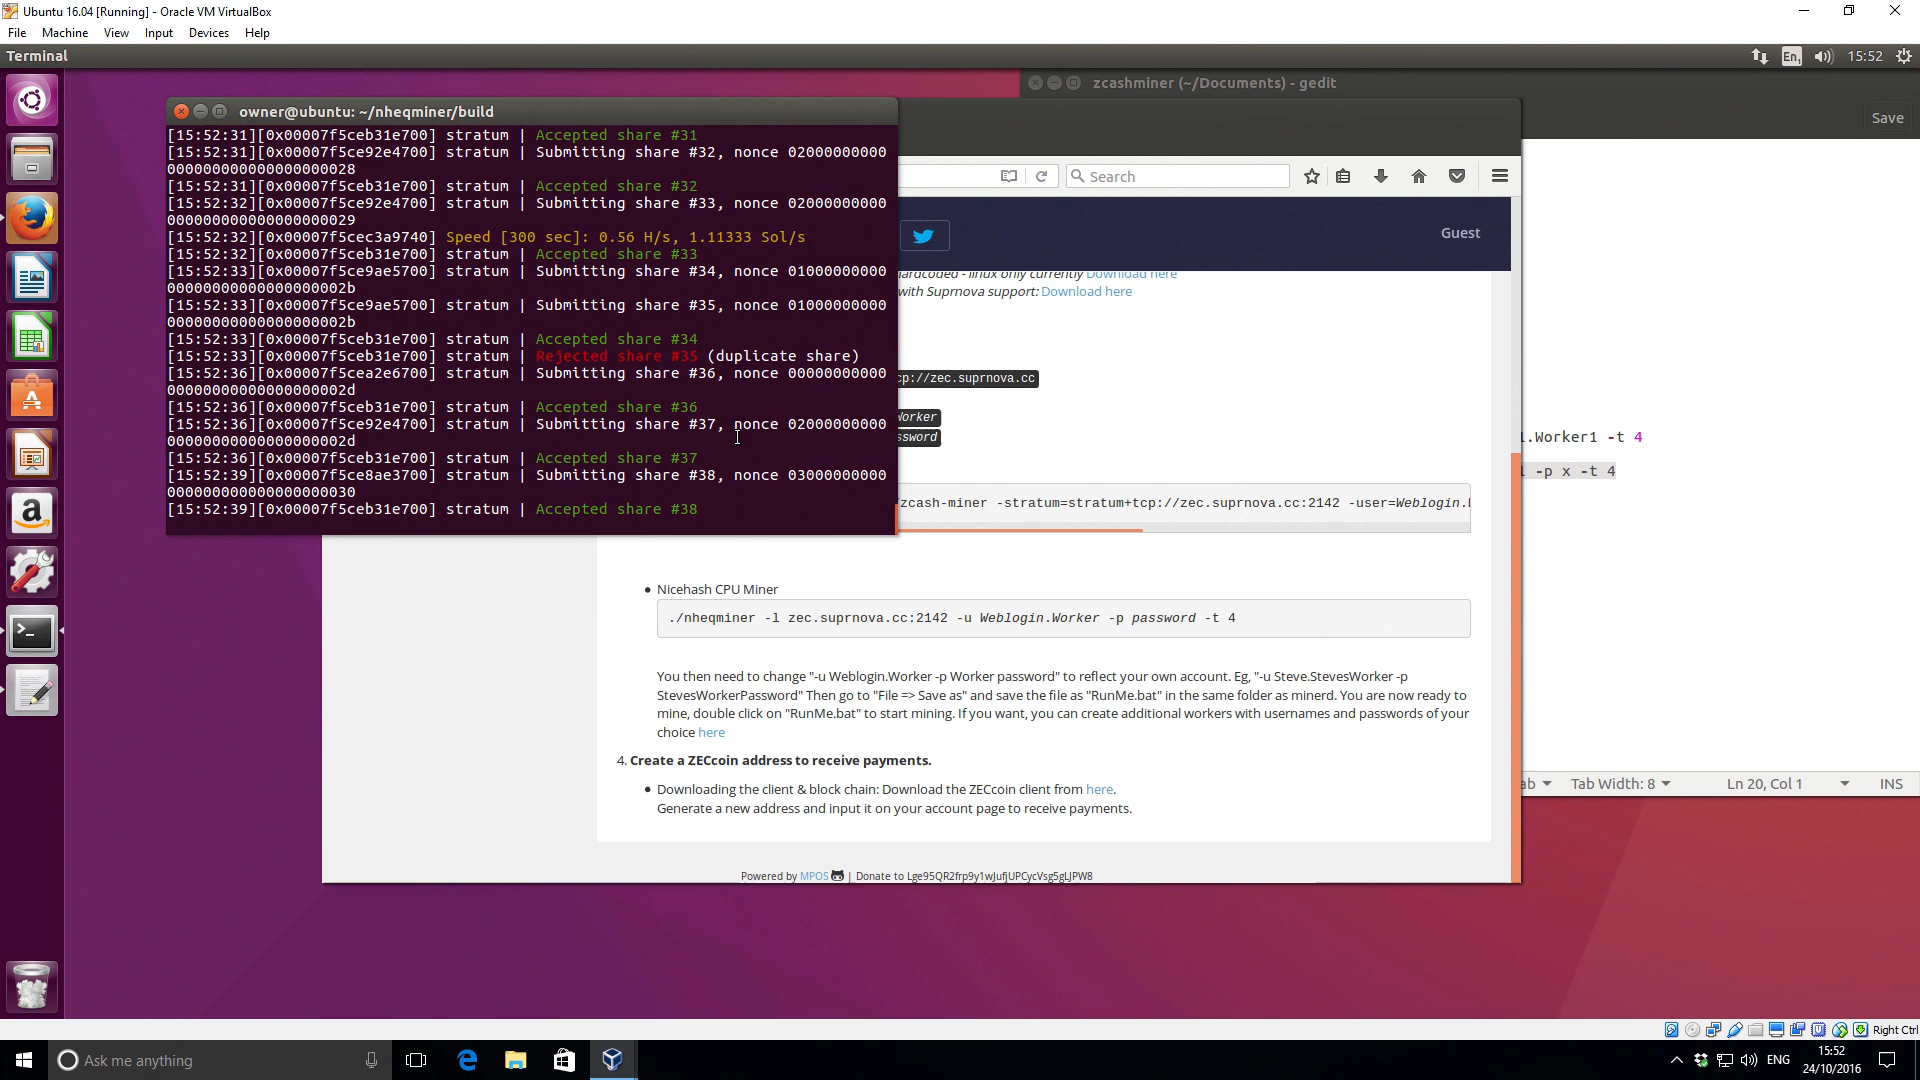 Ubuntu 16.04 [Running] - Oracle VM VirtualBox
File Machine View Input Devices Help
Terminal
En1
15:52
zcashminer (~/Documents) - gedit
Save
owner@ubuntu: ~/nheqminer/build
[15:52:31][0x00007f5ceb31e700] stratum | Accepted share #31
[15:52:31][0x00007f5ce92e4700] stratum | Submitting share #32, nonce 02000000000
000000000000000000028
[15:52:31][0x00007f5ceb31e700] stratum | Accepted share #32
[15:52:32][0x00007f5ce92e4700] stratum | Submitting share #33, nonce 02000000000
000000000000000000029
[15:52:32][0x00007f5cec3a9740] Speed [300 sec]: 0.56 H/s, 1.11333 Sol/s
[15:52:32][0x00007f5ceb31e700] stratum | Accepted share #33
[15:52:33][0x00007f5ce9ae5700] stratum | Submitting share #34, nonce 01000000000
00000000000000000002b
[15:52:33][0x00007f5ce9ae5700] stratum | Submitting share #35, nonce 01000000000
00000000000000000002b
[15:52:33][0x00007f5ceb31e700] stratum | Accepted share #34
[15:52:33][0x00007f5ceb31e700] stratum | Rejected share #35 (duplicate share)
[15:52:36][0x00007f5cea2e6700] stratum | Submitting share #36, nonce 00000000000
00000000000000000002d
[15:52:36][0x00007f5ceb31e700] stratum | Accepted share #36
[15:52:36][0x00007f5ce92e4700] stratum | Submitting share #37, nonce 02000000000
00000000000000000002d
[15:52:36][0x00007f5ceb31e700] stratum | Accepted share #37
[15:52:39][0x00007f5ce8ae3700] stratum | Submitting share #38, nonce 03000000000
000000000000000000030
[15:52:39][0x00007f5ceb31e700] stratum | Accepted share #38
Search
Guest
hardcoded - linux only currently Download here
with Suprnova support: Download here
cp://zec.suprnova.cc
Worker
ssword
/zcash-miner -stratum=stratum+tcp://zec.suprnova.cc:2142 -user=Weblogin.
.Worker1 -t 4
-p x -t 4
Nicehash CPU Miner
./nheqminer -l zec.suprnova.cc:2142 -u Weblogin.Worker -p password -t 4
You then need to change "-u Weblogin.Worker -p Worker password" to reflect your own account. Eg, "-u Steve.StevesWorker -p
StevesWorkerPassword" Then go to "File => Save as" and save the file as "RunMe.bat" in the same folder as minerd. You are now ready to
mine, double click on "RunMe.bat" to start mining. If you want, you can create additional workers with usernames and passwords of your
choice here
4. Create a ZECcoin address to receive payments.
Downloading the client & block chain: Download the ZECcoin client from here.
Generate a new address and input it on your account page to receive payments.
Powered by MPOS | Donate to Lge95QR2frp9y1wJufjUPCycVsg5gLJPW8
ab Tab Width: 8 Ln 20, Col 1 INS
Right Ctrl
Ask me anything
ENG
15:52
24/10/2016